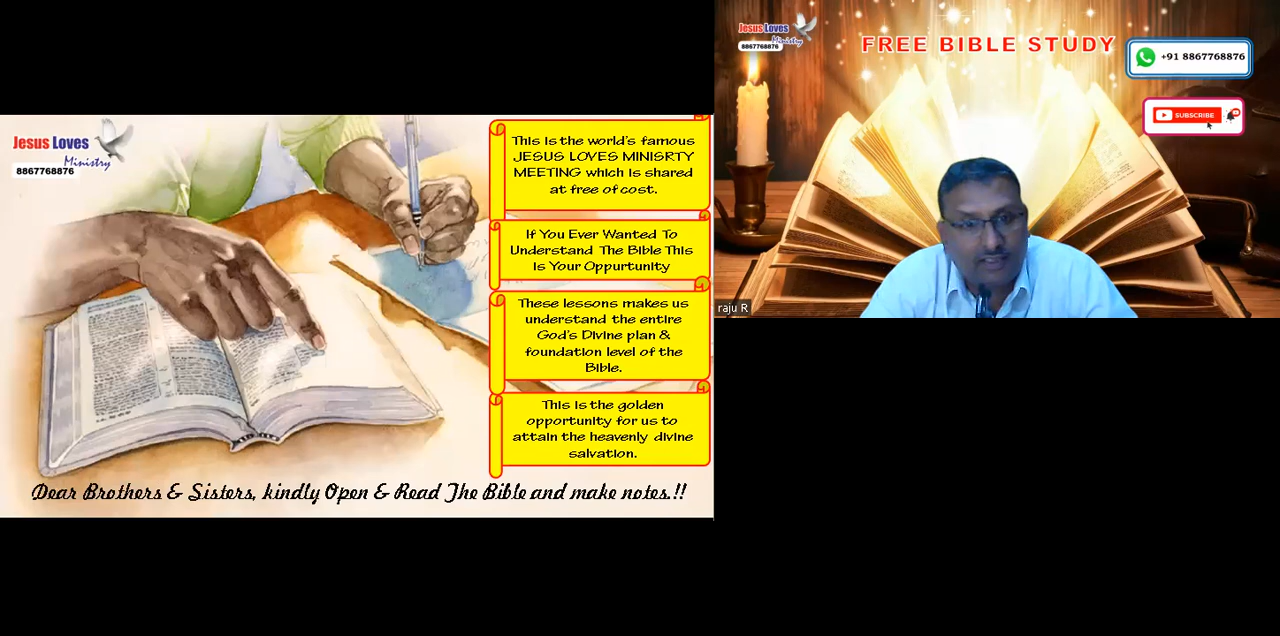 Jesus Loves
Ministry
8867768876
This is the world's famous
JESUS LOVES MINISRTY
MEETING which is shared
at free of cost.
If You Ever Wanted To
Understand The Bible This
is Your Oppurtunity
These lessons makes us
understand the entire
God's Divine plan &
foundation level of the
Bible.
This is the golden
opportunity for us to
attain the heavenly divine
salvation.
Dear Brothers & Sisters, kindly Open & Read The Bible and make notes.!!
Jesus Loves
Ministry
8867768876
FREE BIBLE STUDY
+91 8867768876
SUBSCRIBE
raju R